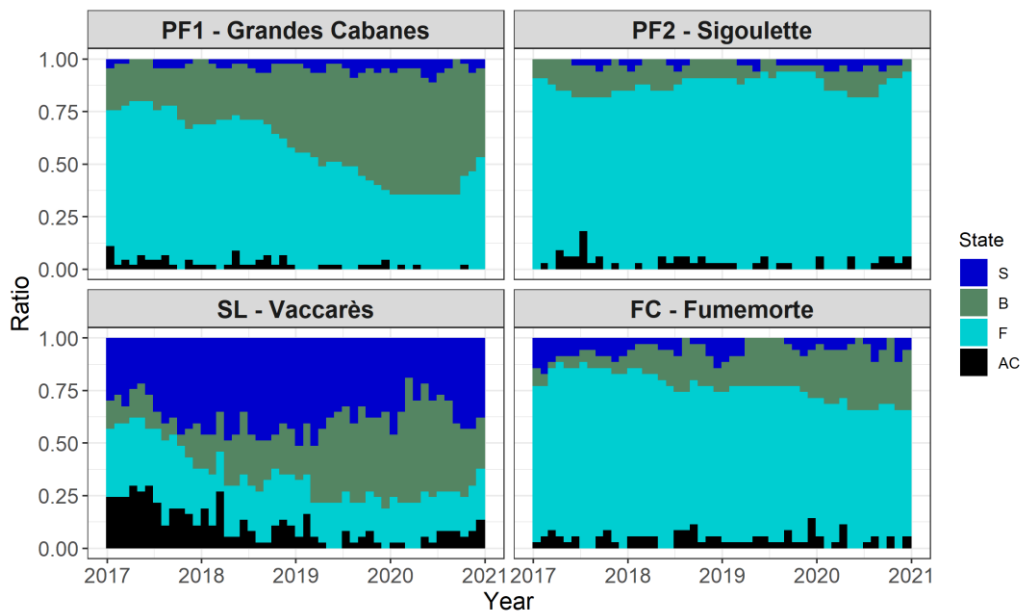 PF1 - Grandes Cabanes
PF2 - Sigoulette
1.00
0.75
0.50
0.25
0.00
SL - Vaccarès
FC - Fumemorte
1.00
0.75
0.50
0.25
0.00
2017
2018
2019
2020
2021
2017
2018
2019
2020
2021
Year
Ratio
State
S
B
F
AC